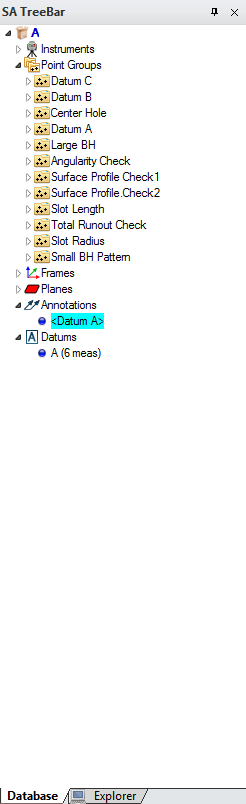 SA TreeBar
A
Instruments
Point Groups
Datum C
Datum B
Center Hole
Datum A
Large BH
Angularity Check
Surface Profile Check1
Surface Profile.Check2
Slot Length
Total Runout Check
Slot Radius
Small BH Pattern
Frames
Planes
Annotations
<Datum A>
A Datums
A (6 meas)
Database Explorer